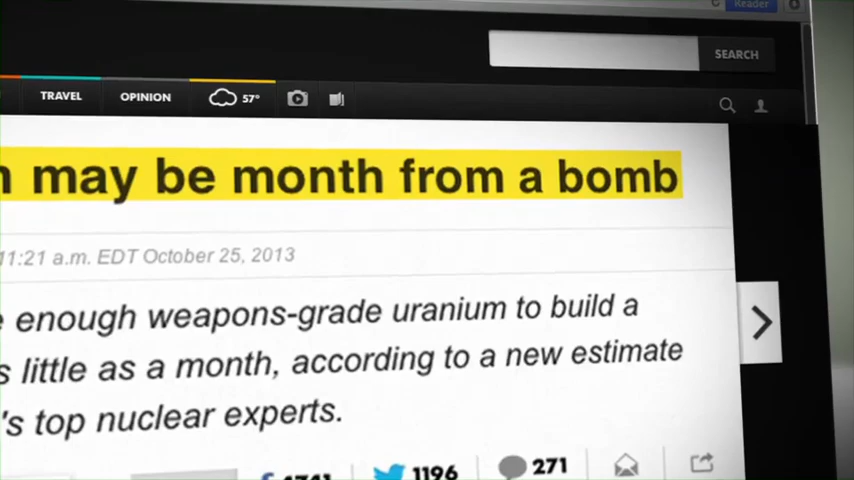 Reader
SEARCH
TRAVEL OPINION 57°
may be month from a bomb
11:21 a.m. EDT October 25, 2013
enough weapons-grade uranium to build a
little as a month, according to a new estimate
's top nuclear experts.
1196 271